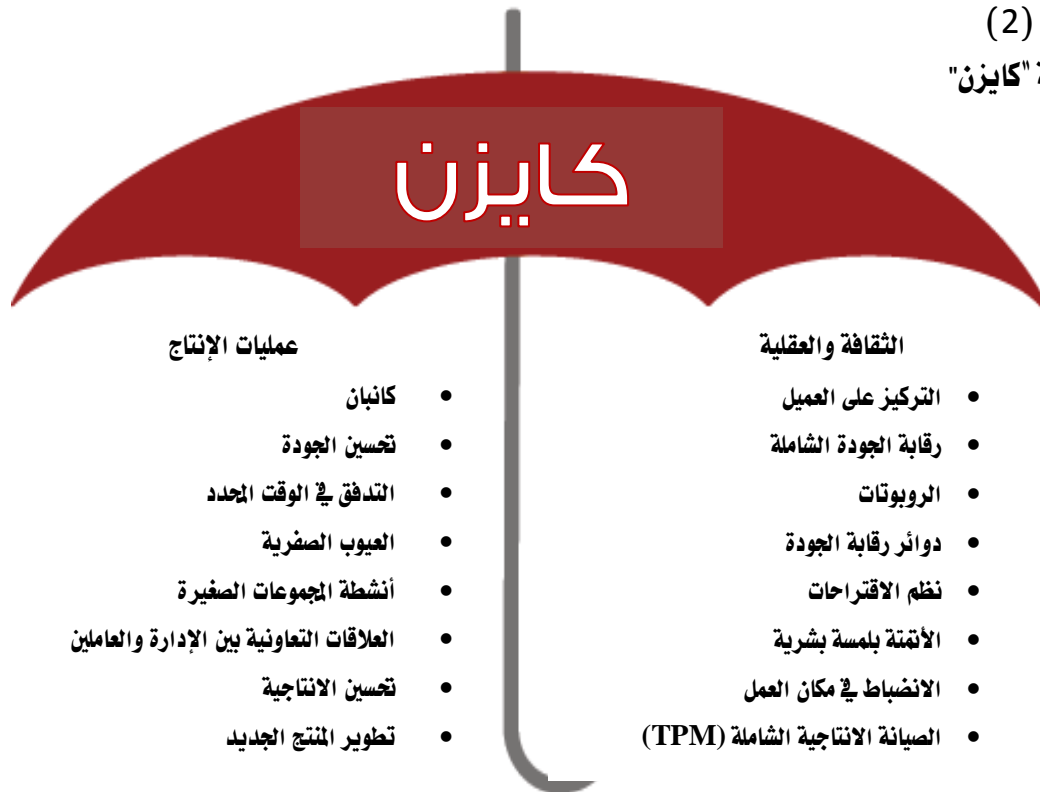 (2)
"كايزن"
كايزن
الثقافة والعقلية
• التركيز على العميل
• رقابة الجودة الشاملة
• الروبوتات
• دوائر رقابة الجودة
• نظم الاقتراحات
• الأتمتة بلمسة بشرية
• الانضباط في مكان العمل
• الصيانة الانتاجية الشاملة (TPM)
عمليات الإنتاج
• كانبان
• تحسين الجودة
• التدفق في الوقت المحدد
• العيوب الصفرية
• أنشطة المجموعات الصغيرة
• العلاقات التعاونية بين الإدارة والعاملين
• تحسين الانتاجية
• تطوير المنتج الجديد